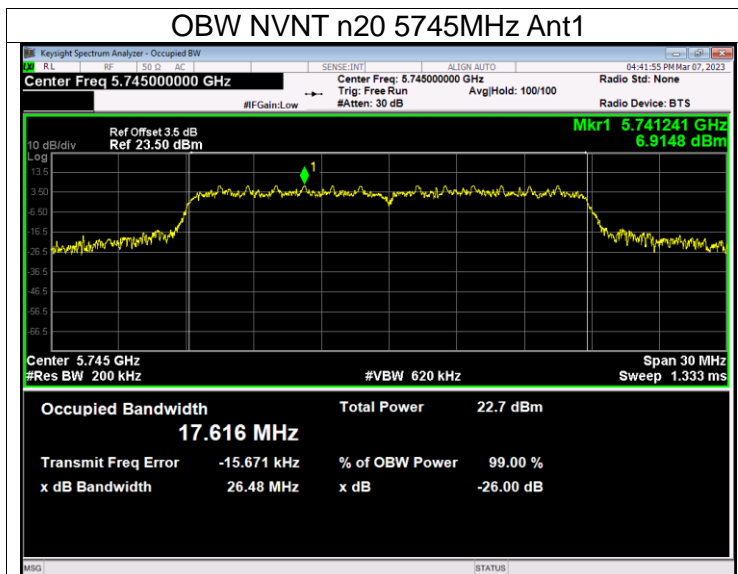 OBW NVNT n20 5745MHz Ant1
Keysight Spectrum Analyzer - Occupied BW
RL RF 50 Ω AC SENSE:INT ALIGN AUTO 04:41:55 PM Mar 07, 2023
Center Freq 5.745000000 GHz Center Freq: 5.745000000 GHz Radio Std: None
Trig: Free Run Avg|Hold: 100/100
#IFGain:Low #Atten: 30 dB Radio Device: BTS
Mkr1 5.741241 GHz
6.9148 dBm
Ref Offset 3.5 dB
10 dB/div Ref 23.50 dBm
Log
13.5
3.50
-6.50
-16.5
-26.5
-36.5
-46.5
-56.5
-66.5
1
Center 5.745 GHz Span 30 MHz
#Res BW 200 kHz #VBW 620 kHz Sweep 1.333 ms
Occupied Bandwidth Total Power 22.7 dBm
17.616 MHz
Transmit Freq Error -15.671 kHz % of OBW Power 99.00 %
x dB Bandwidth 26.48 MHz x dB -26.00 dB
MSG STATUS